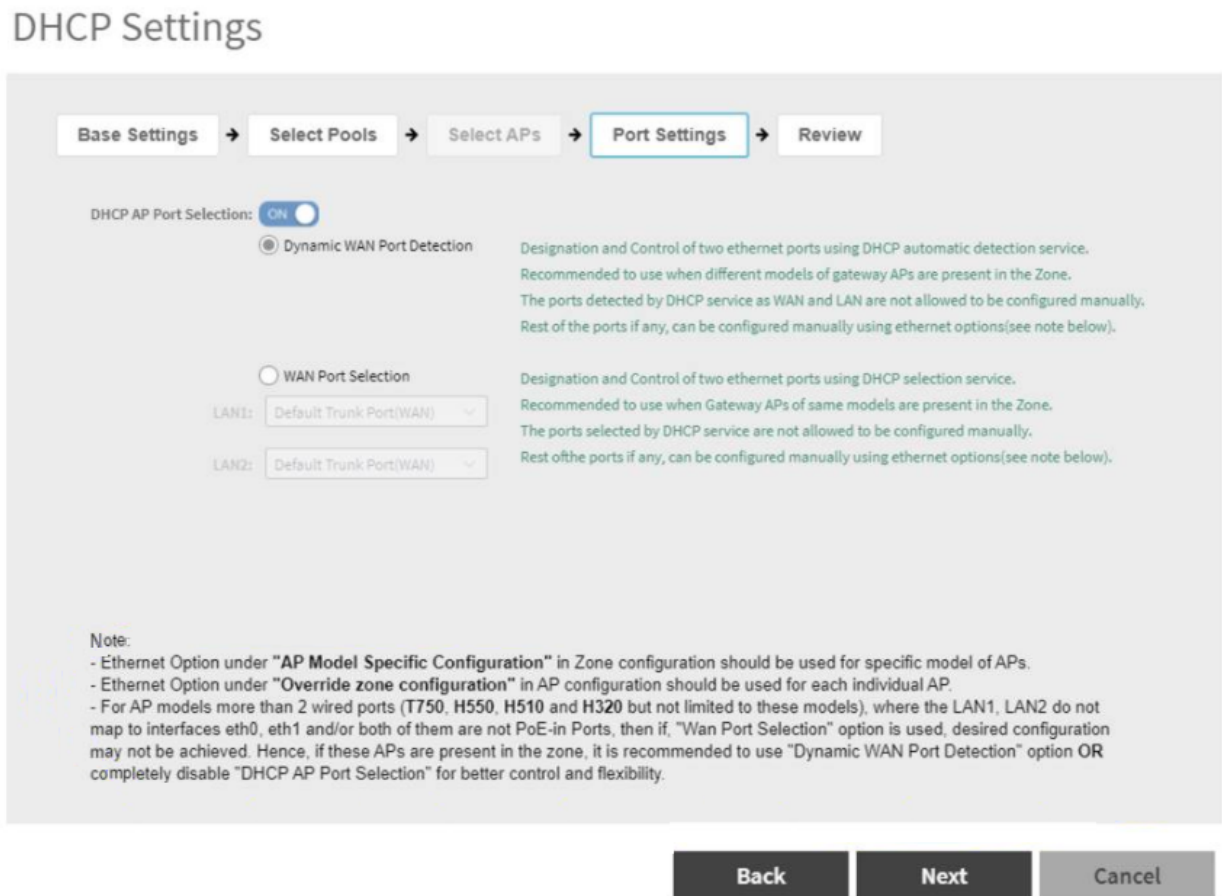 DHCP Settings
Base Settings → Select Pools → Select APs → Port Settings → Review
DHCP AP Port Selection: ON
Dynamic WAN Port Detection
Designation and Control of two ethernet ports using DHCP automatic detection service.
Recommended to use when different models of gateway APs are present in the Zone.
The ports detected by DHCP service as WAN and LAN are not allowed to be configured manually.
Rest of the ports if any, can be configured manually using ethernet options(see note below).
WAN Port Selection
Designation and Control of two ethernet ports using DHCP selection service.
LAN1: Default Trunk Port(WAN)
Recommended to use when Gateway APs of same models are present in the Zone.
The ports selected by DHCP service are not allowed to be configured manually.
LAN2: Default Trunk Port(WAN)
Rest ofthe ports if any, can be configured manually using ethernet options(see note below).
Note:
- Ethernet Option under "AP Model Specific Configuration" in Zone configuration should be used for specific model of APs.
- Ethernet Option under "Override zone configuration" in AP configuration should be used for each individual AP.
- For AP models more than 2 wired ports (T750, H550, H510 and H320 but not limited to these models), where the LAN1, LAN2 do not
map to interfaces eth0, eth1 and/or both of them are not PoE-in Ports, then if, "Wan Port Selection" option is used, desired configuration
may not be achieved. Hence, if these APs are present in the zone, it is recommended to use "Dynamic WAN Port Detection" option OR
completely disable "DHCP AP Port Selection" for better control and flexibility.
Back Next Cancel